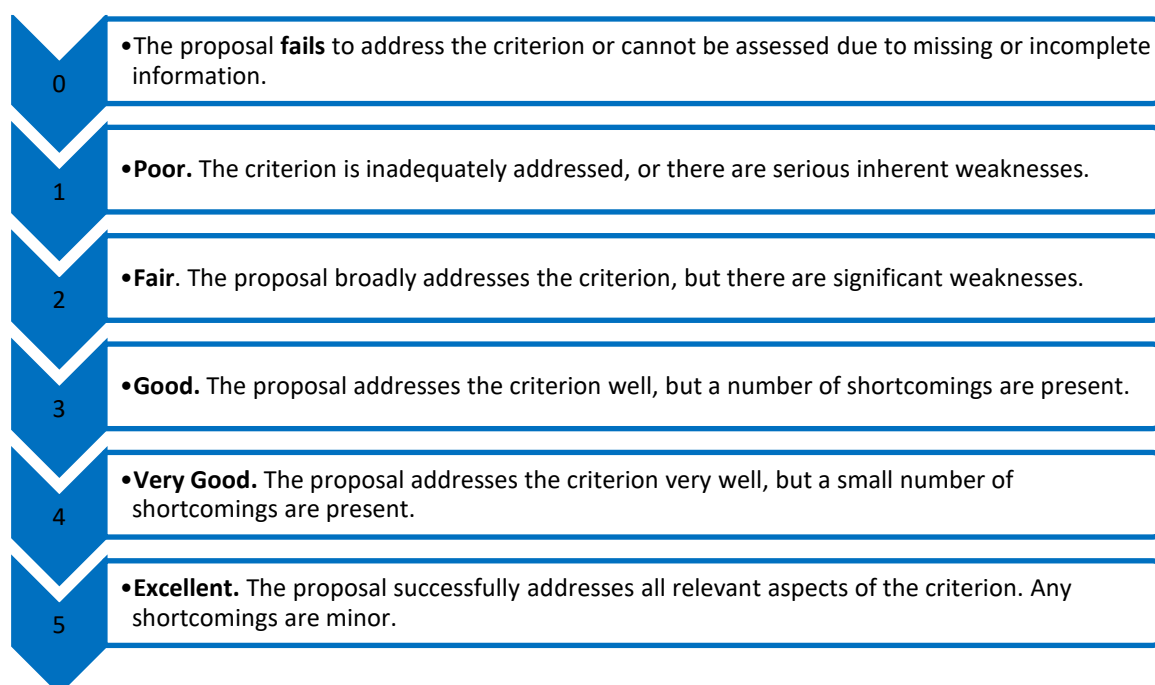 0
•The proposal fails to address the criterion or cannot be assessed due to missing or incomplete
information.
1
•Poor. The criterion is inadequately addressed, or there are serious inherent weaknesses.
2
•Fair. The proposal broadly addresses the criterion, but there are significant weaknesses.
3
•Good. The proposal addresses the criterion well, but a number of shortcomings are present.
4
•Very Good. The proposal addresses the criterion very well, but a small number of
shortcomings are present.
5
•Excellent. The proposal successfully addresses all relevant aspects of the criterion. Any
shortcomings are minor.